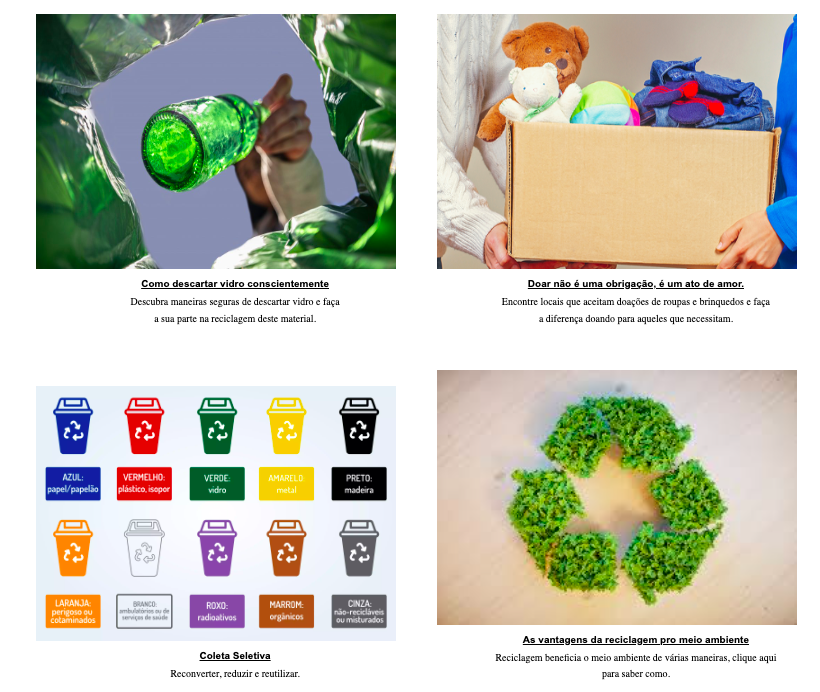 Como descartar vidro conscientemente
Descubra maneiras seguras de descartar vidro e faça
a sua parte na reciclagem deste material.
Doar não é uma obrigação, é um ato de amor.
Encontre locais que aceitam doações de roupas e brinquedos e faça
a diferença doando para aqueles que necessitam.
AZUL:
papel/papelão
VERMELHO:
plástico, isopor
VERDE:
vidro
AMARELO:
metal
PRETO:
madeira
LARANJA:
perigoso ou
cotaminados
BRANCO:
ambulatórios ou de
serviços de saúde
ROXO:
radioativos
MARROM:
orgânicos
CINZA:
não-recicláveis
ou misturados
Coleta Seletiva
Reconverter, reduzir e reutilizar.
As vantagens da reciclagem pro meio ambiente
Reciclagem beneficia o meio ambiente de várias maneiras, clique aqui
para saber como.